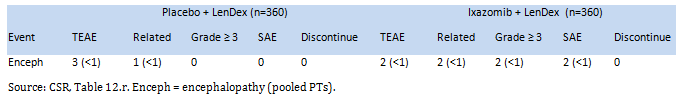 Placebo + LenDex (n=360) Ixazomib + LenDex (n=360)
Event TEAE Related Grade ≥ 3 SAE Discontinue TEAE Related Grade ≥ 3 SAE Discontinue
Enceph 3 (<1) 1 (<1) 0 0 0 2 (<1) 2 (<1) 2 (<1) 2 (<1) 0
Source: CSR, Table 12.r. Enceph = encephalopathy (pooled PTs).